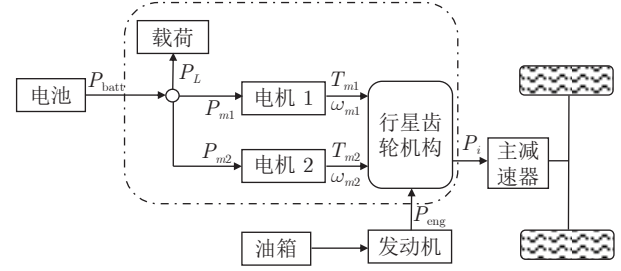 载荷
P_L
电池
P_batt
P_m1
电机 1
T_m1
ω_m1
行星齿
轮机构
P_m2
电机 2
T_m2
ω_m2
P_i
主减
速器
P_eng
油箱
发动机